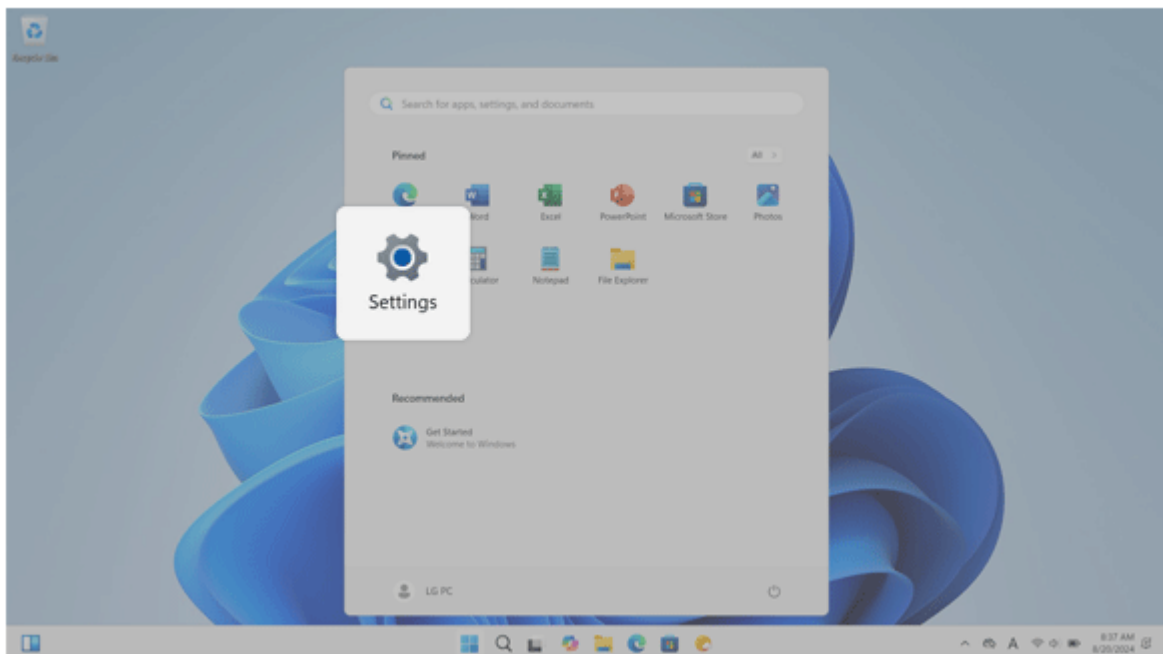 Recycle Bin
Search for apps, settings, and documents
Pinned
All >
Word
Excel
PowerPoint
Microsoft Store
Photos
Settings
culator
Notepad
File Explorer
Recommended
Get Started
Welcome to Windows
LG PC
A
8:37 AM
8/20/2024